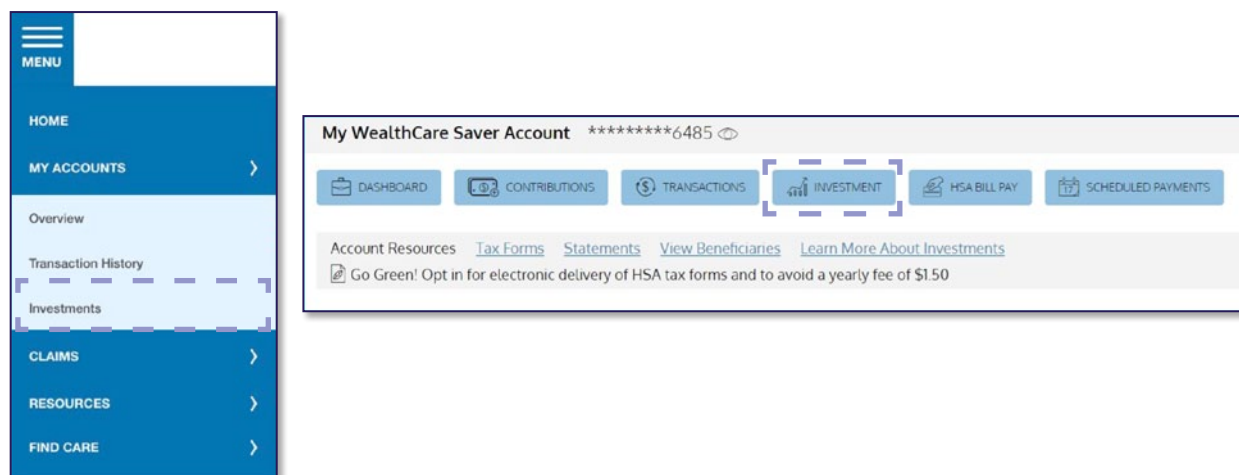 MENU
HOME
MY ACCOUNTS
Overview
Transaction History
Investments
CLAIMS
RESOURCES
FIND CARE
My WealthCare Saver Account *********6485
DASHBOARD CONTRIBUTIONS TRANSACTIONS INVESTMENT HSA BILL PAY SCHEDULED PAYMENTS
Account Resources Tax Forms Statements View Beneficiaries Learn More About Investments
Go Green! Opt in for electronic delivery of HSA tax forms and to avoid a yearly fee of $1.50